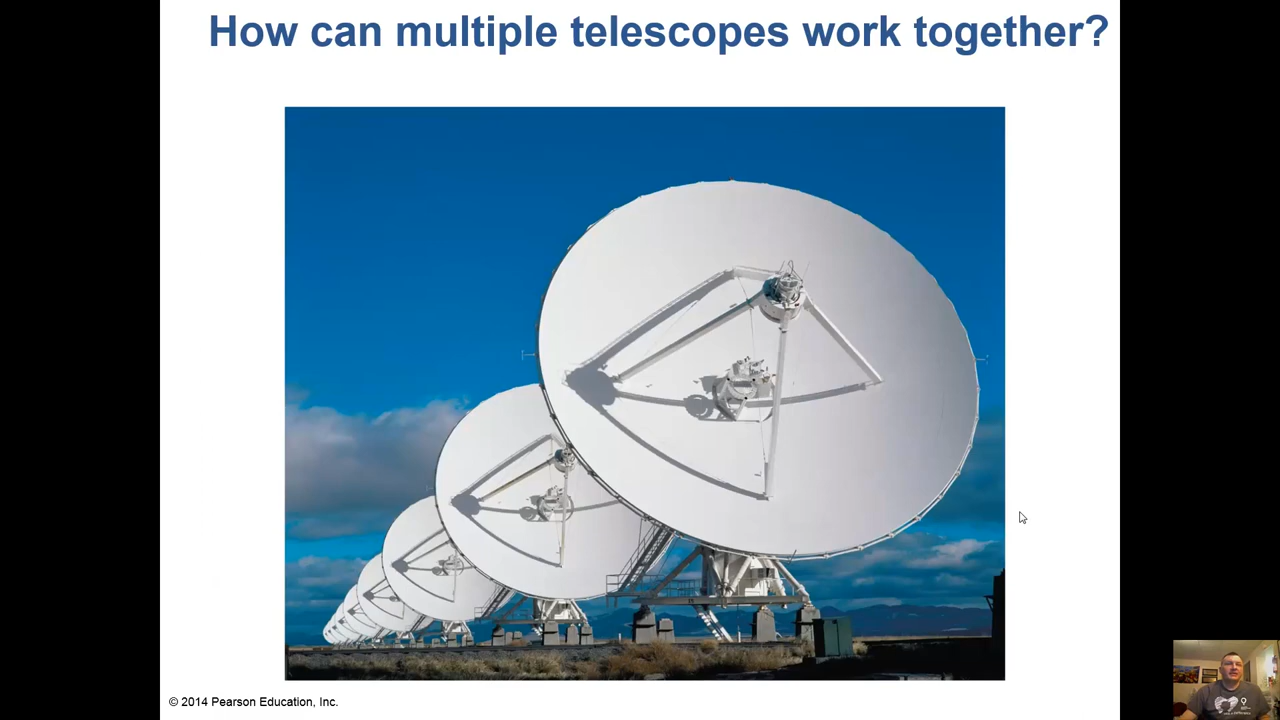 How can multiple telescopes work together?
© 2014 Pearson Education, Inc.